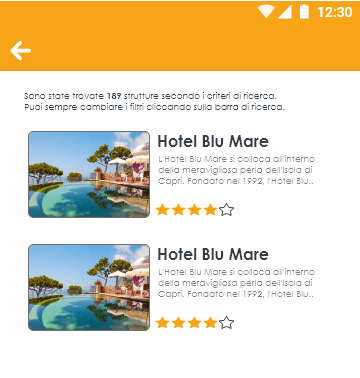 12:30
Sono state trovate 189 strutture secondo i criteri di ricerca.
Puoi sempre cambiare i filtri cliccando sulla barra di ricerca.
Hotel Blu Mare
L'Hotel Blu Mare si colloca all'interno
della meravigliosa perla dell'Isola di
Capri. Fondato nel 1992, l'Hotel Blu..
Hotel Blu Mare
L'Hotel Blu Mare si colloca all'interno
della meravigliosa perla dell'Isola di
Capri. Fondato nel 1992, l'Hotel Blu..